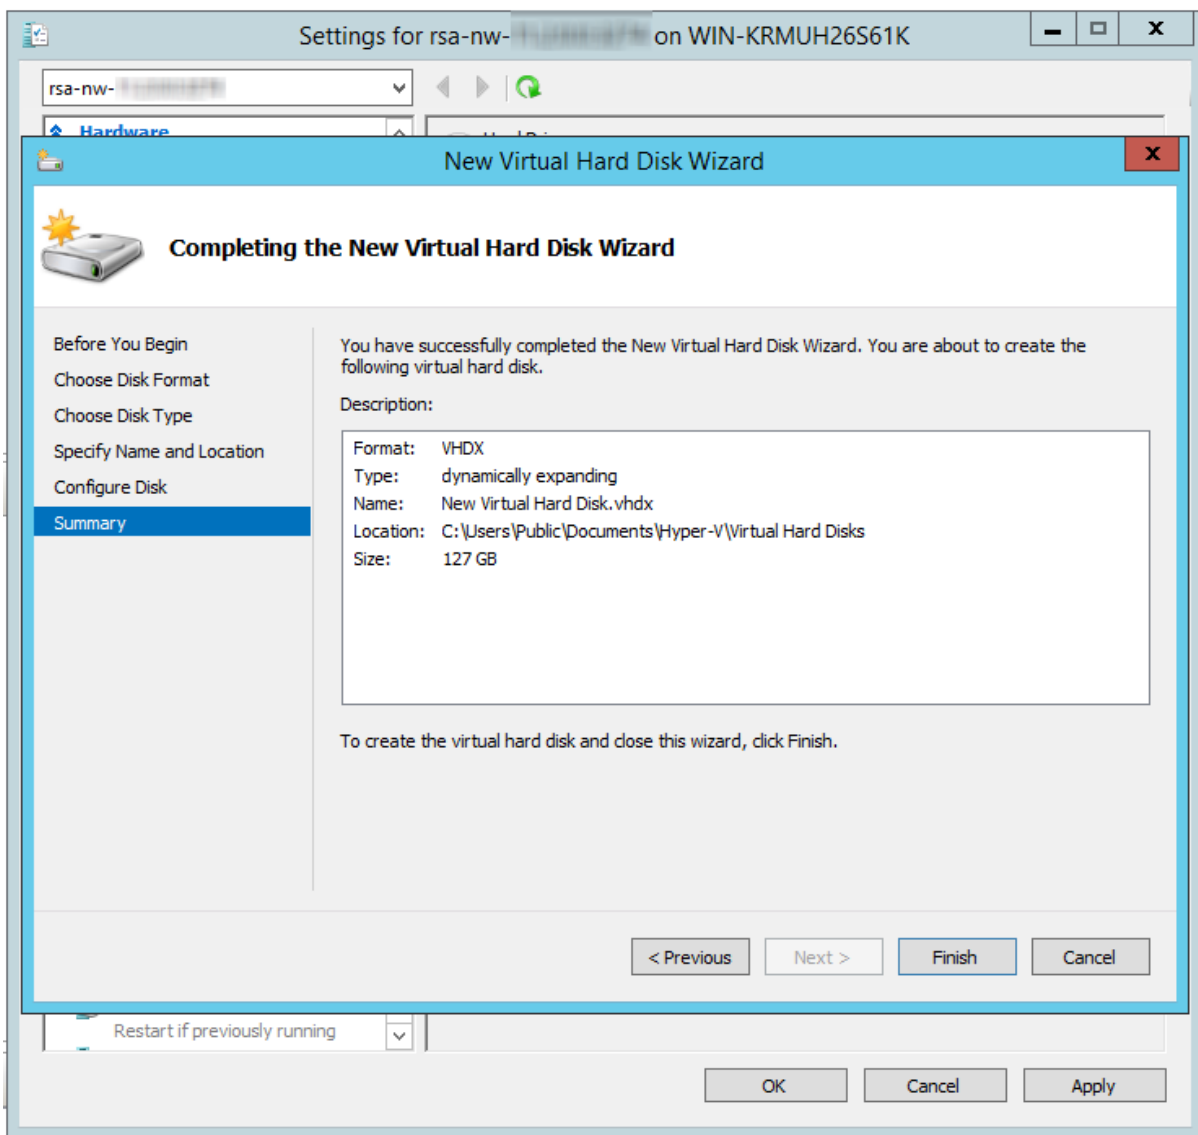 Settings for rsa-nw- on WIN-KRMUH26S61K
rsa-nw-
Hardware
New Virtual Hard Disk Wizard
Completing the New Virtual Hard Disk Wizard
Before You Begin
Choose Disk Format
Choose Disk Type
Specify Name and Location
Configure Disk
Summary
You have successfully completed the New Virtual Hard Disk Wizard. You are about to create the
following virtual hard disk.
Description:
Format: VHDX
Type: dynamically expanding
Name: New Virtual Hard Disk.vhdx
Location: C:\Users\Public\Documents\Hyper-V\Virtual Hard Disks
Size: 127 GB
To create the virtual hard disk and close this wizard, click Finish.
< Previous
Next >
Finish
Cancel
Restart if previously running
OK
Cancel
Apply